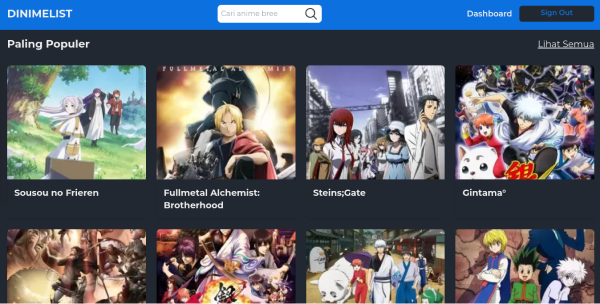 DINIMELIST
Cari anime bree
Dashboard
Sign Out
Paling Populer
Lihat Semua
FULLMETAL ALCHEMIST
Sousou no Frieren
Fullmetal Alchemist:
Brotherhood
Steins;Gate
Gintama°